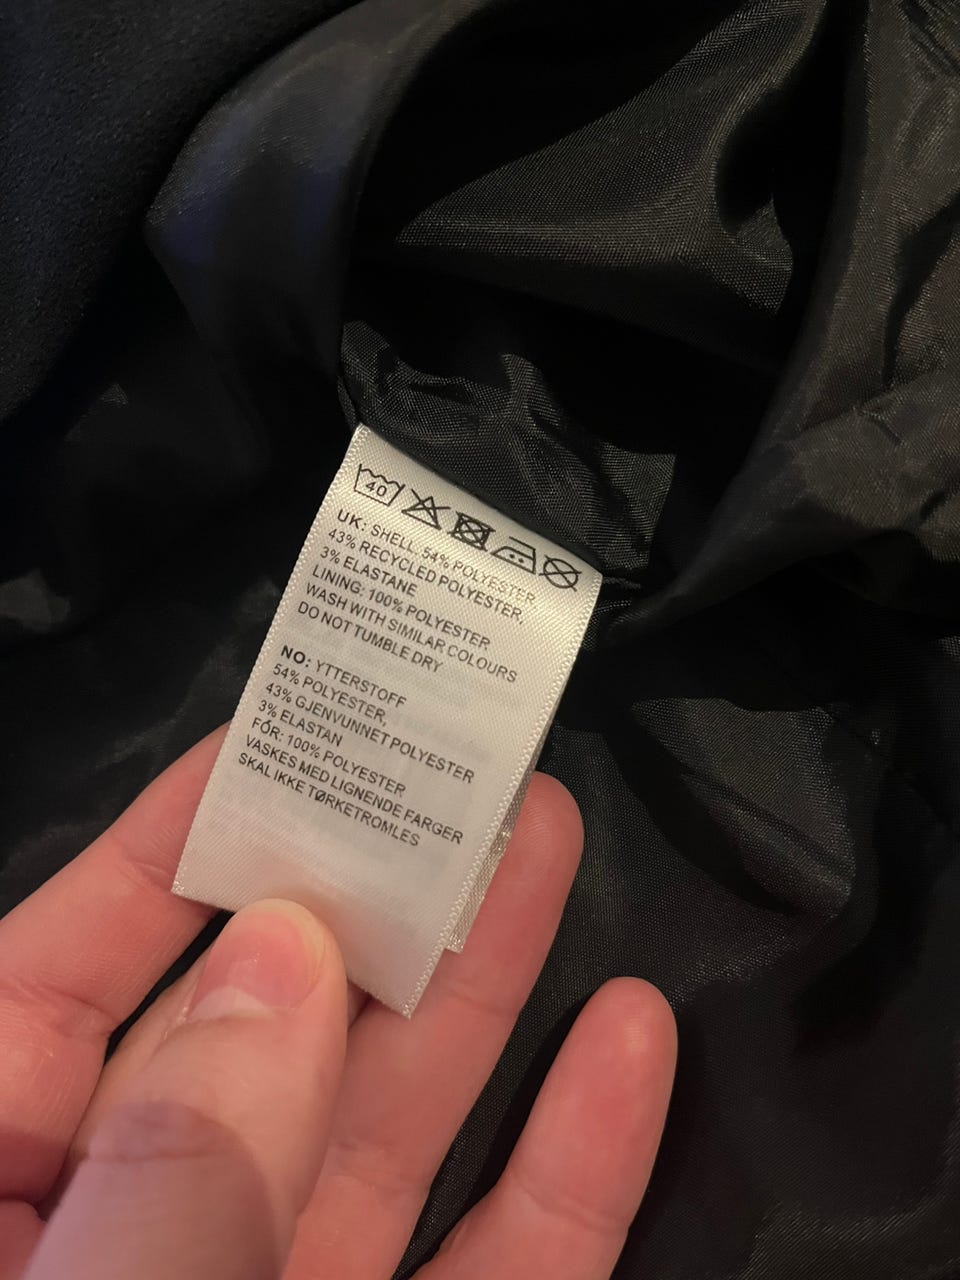 40
UK: SHELL, 54% POLYESTER,
43% RECYCLED POLYESTER,
3% ELASTANE
LINING: 100% POLYESTER
WASH WITH SIMILAR COLOURS
DO NOT TUMBLE DRY
NO: YTTERSTOFF
54% POLYESTER,
43% GJENVUNNET POLYESTER
3% ELASTAN
FÓR: 100% POLYESTER
VASKES MED LIGNENDE FARGER
SKAL IKKE TØRKETROMLES